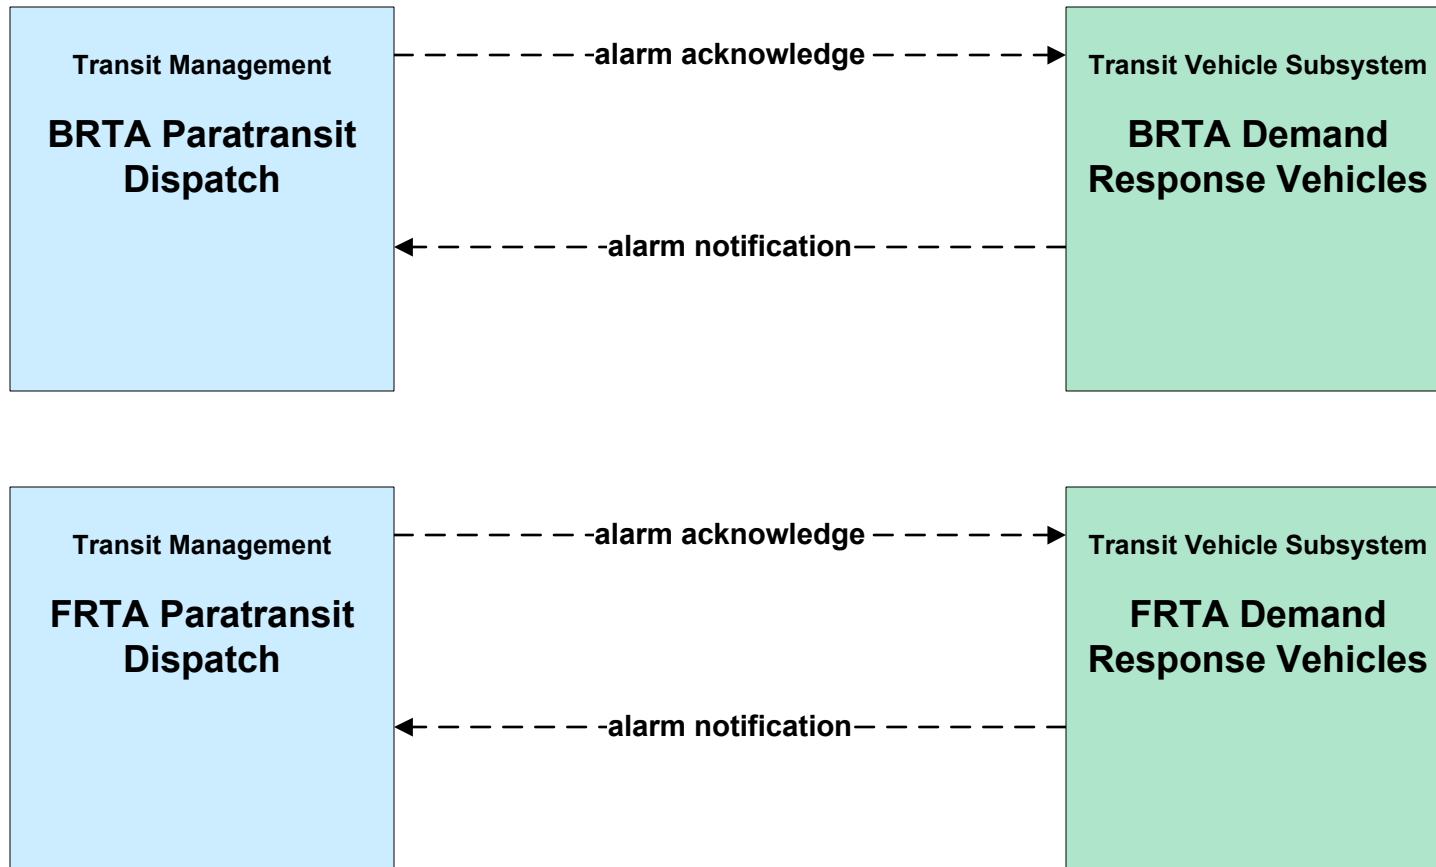 Transit Management
BRTA Paratransit
Dispatch
alarm acknowledge
alarm notification
Transit Vehicle Subsystem
BRTA Demand
Response Vehicles
Transit Management
FRTA Paratransit
Dispatch
alarm acknowledge
alarm notification
Transit Vehicle Subsystem
FRTA Demand
Response Vehicles